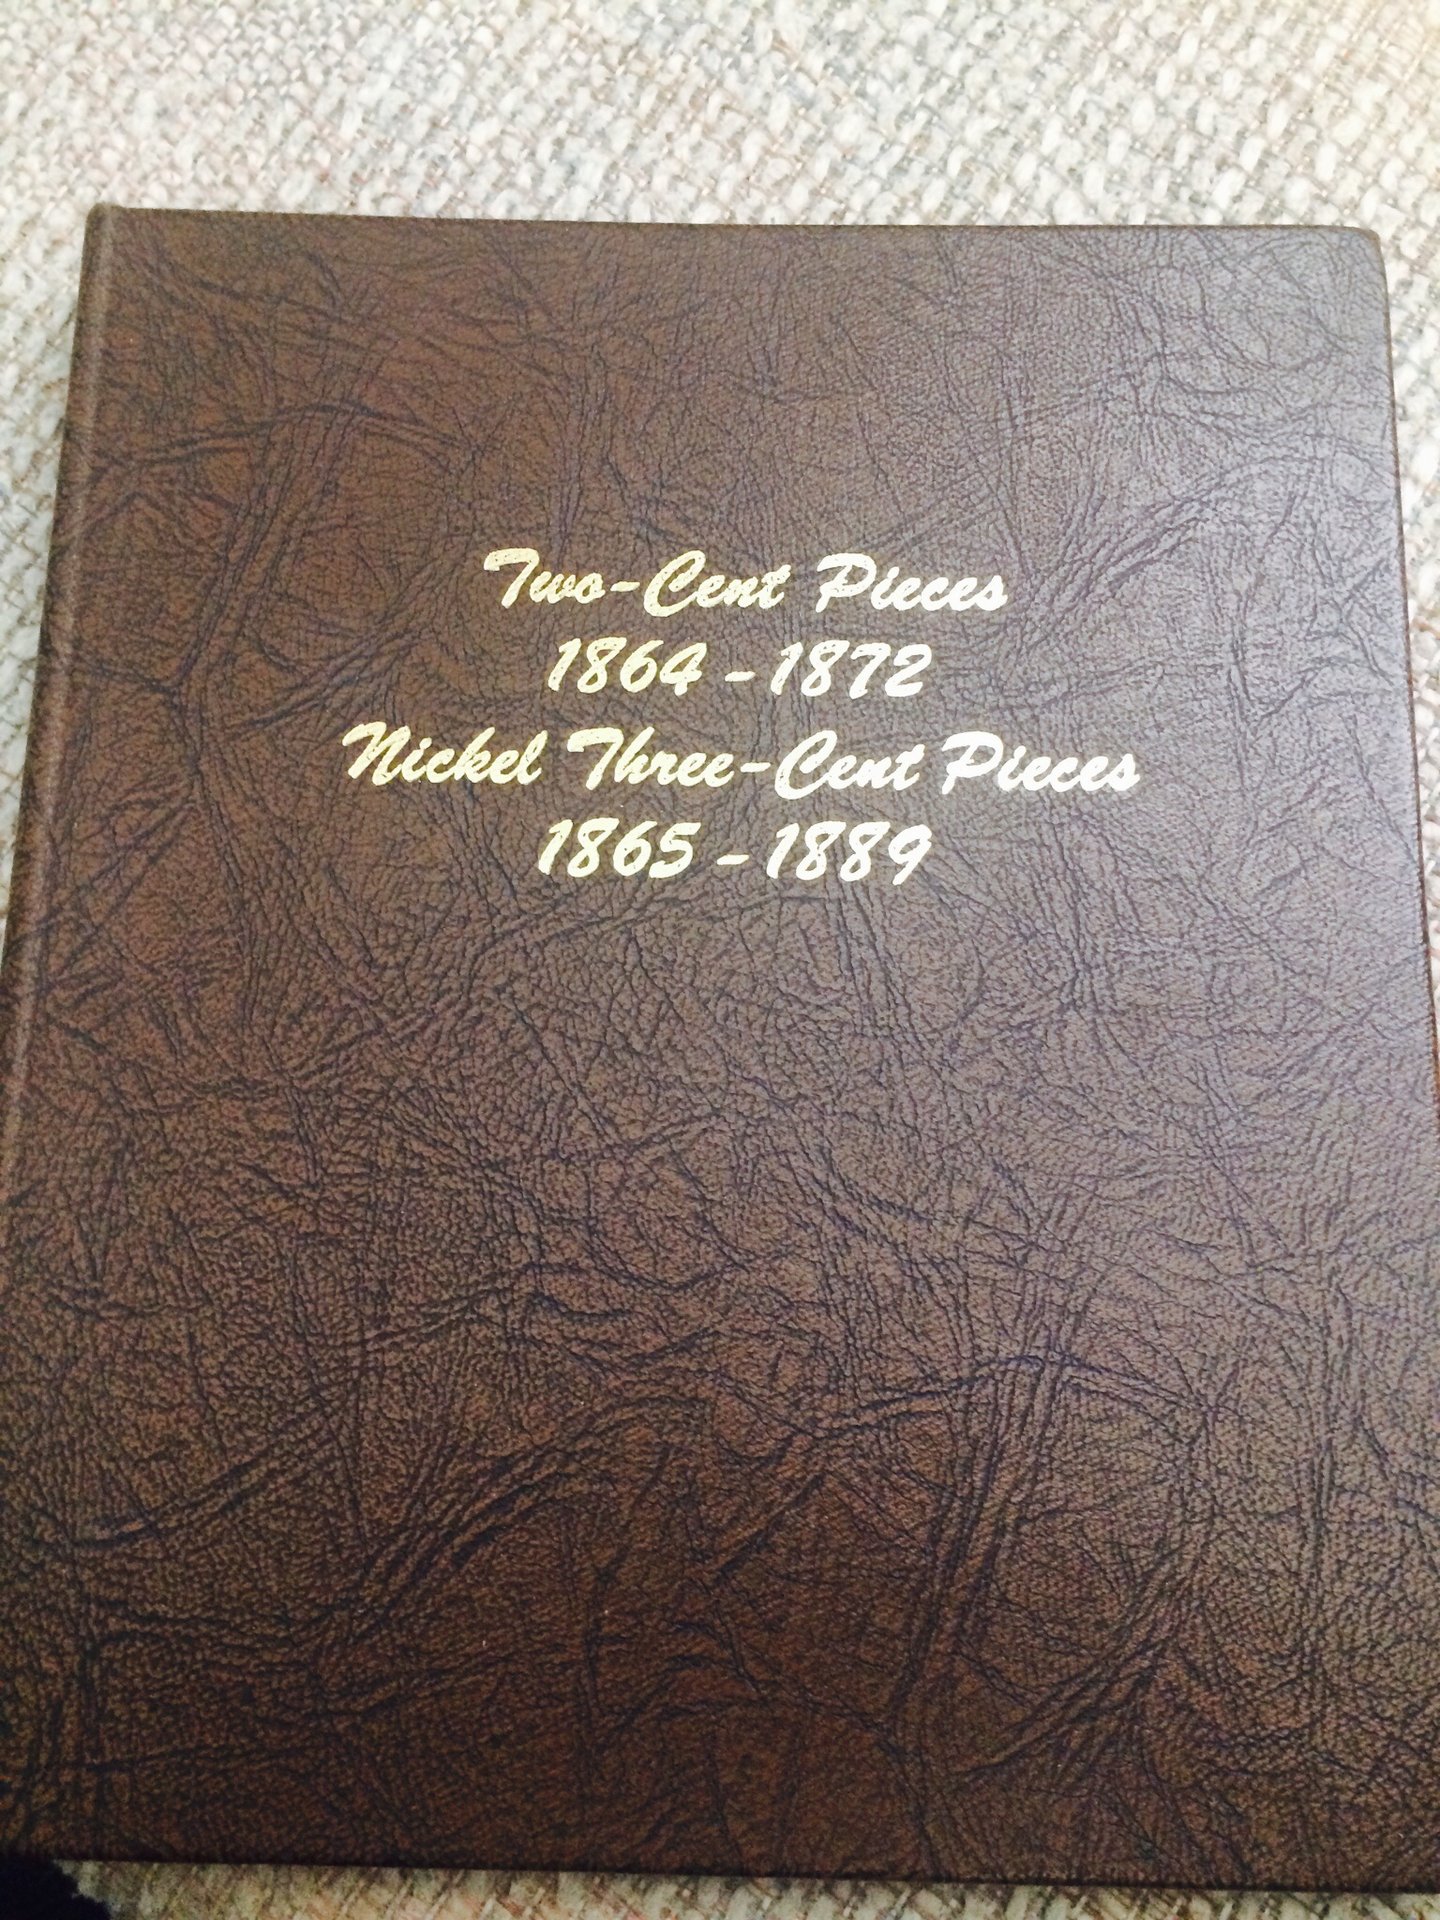 Two-Cent Pieces
1864 - 1872
Nickel Three-Cent Pieces
1865 - 1889